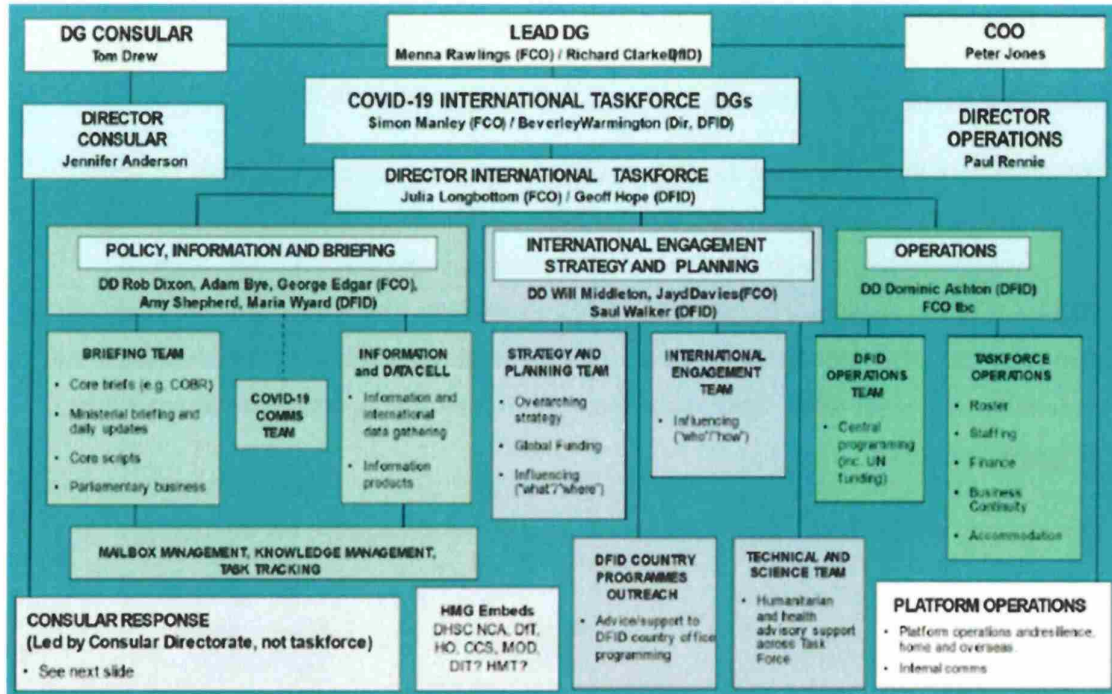 DG CONSULAR
Tom Drew
LEAD DG
Menna Rawlings (FCO) / Richard Clarke(DfID)
COO
Peter Jones
COVID-19 INTERNATIONAL TASKFORCE DGs
Simon Manley (FCO) / BeverleyWarmington (Dir, DFID)
DIRECTOR
CONSULAR
Jennifer Anderson
DIRECTOR
OPERATIONS
Paul Rennie
DIRECTOR INTERNATIONAL TASKFORCE
Julia Longbottom (FCO) / Geoff Hope (DFID)
POLICY, INFORMATION AND BRIEFING
DD Rob Dixon, Adam Bye, George Edgar (FCO),
Amy Shepherd, Maria Wyard (DFID)
INTERNATIONAL ENGAGEMENT
STRATEGY AND PLANNING
DD Will Middleton, JaydDavies(FCO)
Saul Walker (DFID)
OPERATIONS
DD Dominic Ashton (DFID)
FCO tbc
BRIEFING TEAM
• Core briefs (e.g. COBR)
• Ministerial briefing and
daily updates
• Core scripts
• Parliamentary business
COVID-19
COMMS
TEAM
INFORMATION
and DATA CELL
• Information and
international
data gathering
• Information
products
STRATEGY AND
PLANNING TEAM
• Overarching
strategy
• Global Funding
• Influencing
("what"/"where")
INTERNATIONAL
ENGAGEMENT
TEAM
• Influencing
("who"/"how")
DFID
OPERATIONS
TEAM
• Central
programming
(inc. UN
funding)
TASKFORCE
OPERATIONS
• Roster
• Staffing
• Finance
• Business
Continuity
• Accommodation
MAILBOX MANAGEMENT, KNOWLEDGE MANAGEMENT,
TASK TRACKING
DFID COUNTRY
PROGRAMMES
OUTREACH
• Advice/support to
DFID country office
programming
TECHNICAL AND
SCIENCE TEAM
• Humanitarian
and health
advisory support
across Task
Force
CONSULAR RESPONSE
(Led by Consular Directorate, not taskforce)
• See next slide
HMG Embeds
DHSC NCA, DfT,
HO, CCS, MOD,
DIT? HMT?
PLATFORM OPERATIONS
• Platform operations andresilience,
home and overseas.
• Internal comms